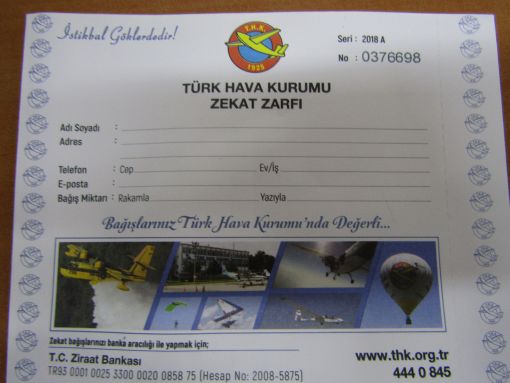 İstikbal Göklerdedir!
T.H.K.
1925
Seri : 2018 A
No : 0376698
TÜRK HAVA KURUMU
ZEKAT ZARFI
Adı Soyadı :
Adres :
Telefon : Cep Ev/İş
E-posta :
Bağış Miktarı : Rakamla Yazıyla
Bağışlarınız Türk Hava Kurumu'nda Değerli...
Zekat bağışlarınızı banka aracılığı ile yapmak için;
T.C. Ziraat Bankası
TR93 0001 0025 3300 0020 0858 75 (Hesap No: 2008-5875)
www.thk.org.tr
444 0 845